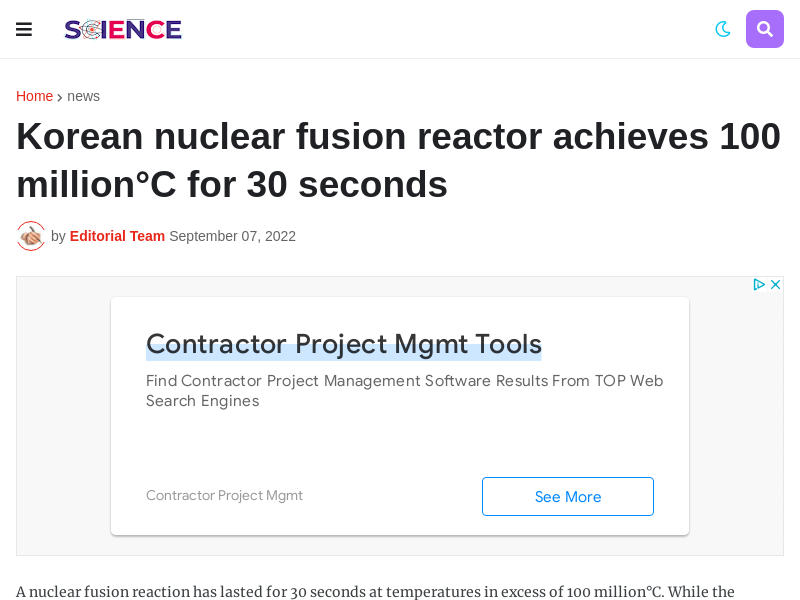 SCIENCE
Home > news
Korean nuclear fusion reactor achieves 100
million°C for 30 seconds
by Editorial Team September 07, 2022
Contractor Project Mgmt Tools
Find Contractor Project Management Software Results From TOP Web
Search Engines
Contractor Project Mgmt
See More
A nuclear fusion reaction has lasted for 30 seconds at temperatures in excess of 100 million°C. While the